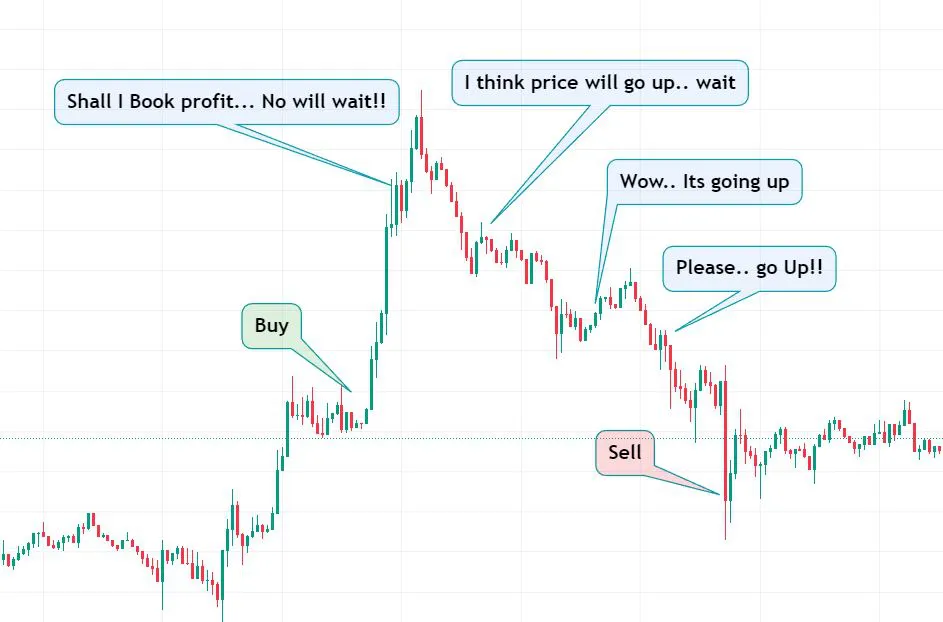 I think price will go up.. wait
Shall I Book profit... No will wait!!
Wow.. Its going up
Please.. go Up!!
Buy
Sell